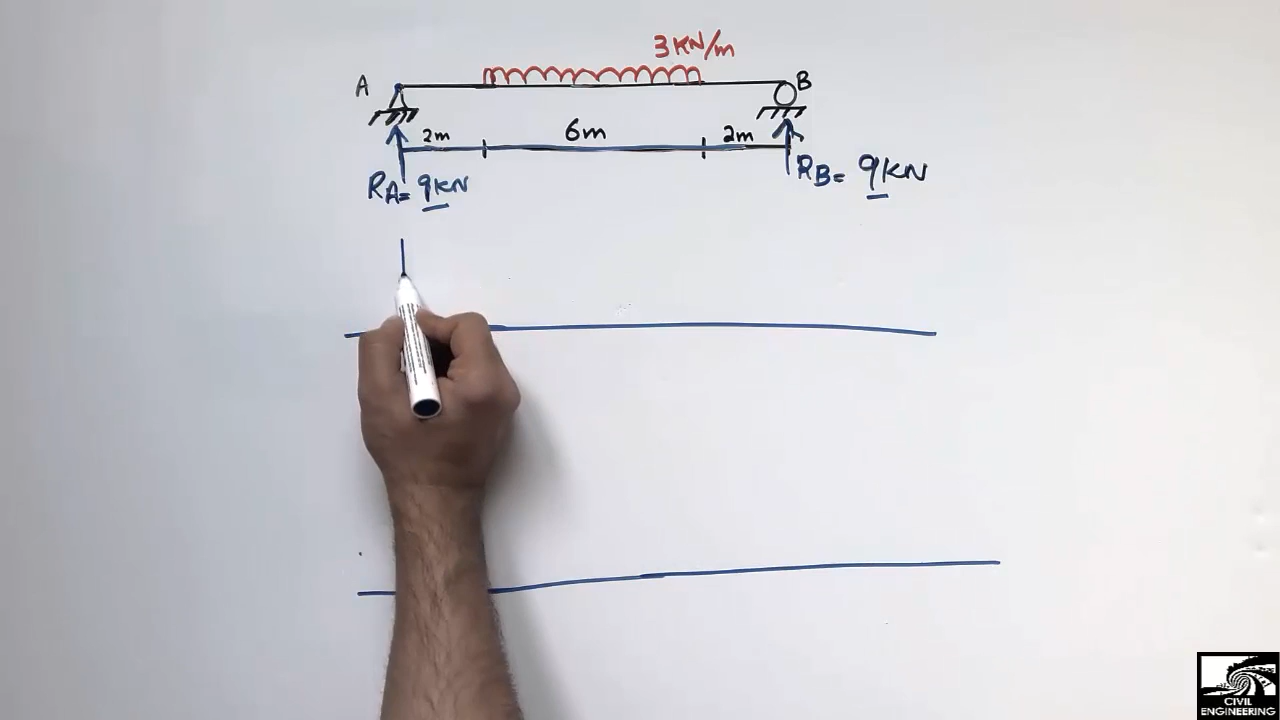 3KN/m
A
B
2m
6m
2m
RA= 9KN
RB= 9KN
CIVIL
ENGINEERING